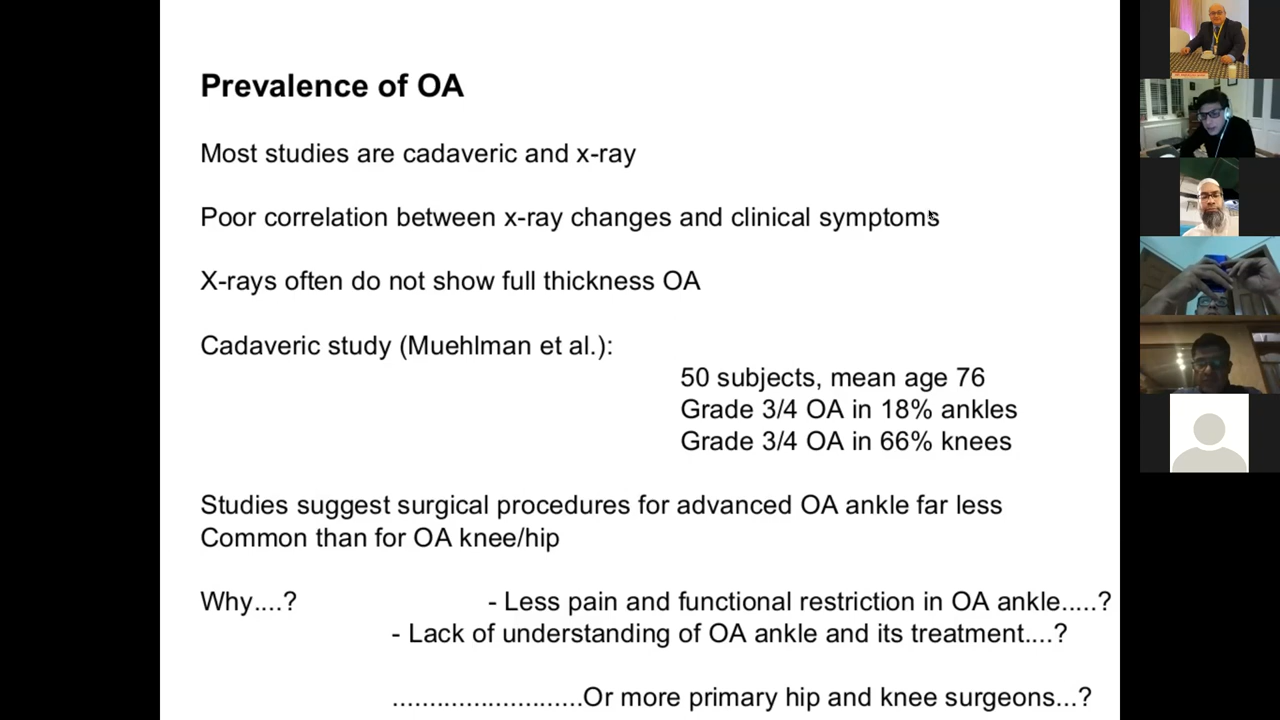 Prevalence of OA
Most studies are cadaveric and x-ray
Poor correlation between x-ray changes and clinical symptoms
X-rays often do not show full thickness OA
Cadaveric study (Muehlman et al.):
50 subjects, mean age 76
Grade 3/4 OA in 18% ankles
Grade 3/4 OA in 66% knees
Studies suggest surgical procedures for advanced OA ankle far less
Common than for OA knee/hip
Why....? - Less pain and functional restriction in OA ankle.....?
- Lack of understanding of OA ankle and its treatment....?
.........................Or more primary hip and knee surgeons...?